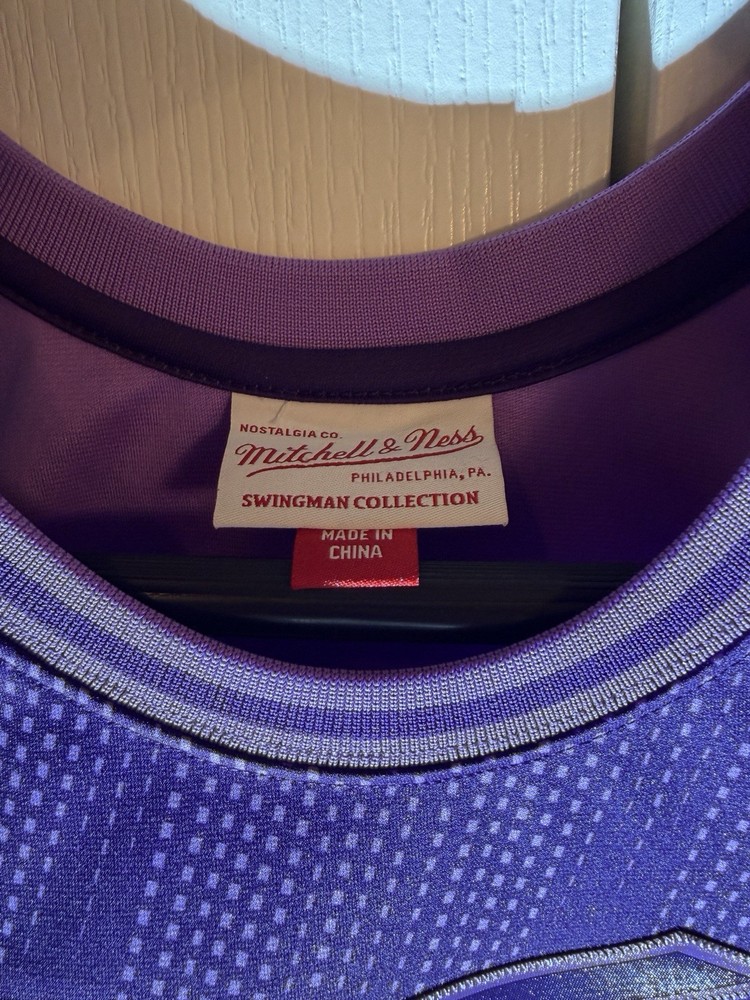 NOSTALGIA CO.
Mitchell & Ness
PHILADELPHIA, PA.
SWINGMAN COLLECTION
MADE IN
CHINA